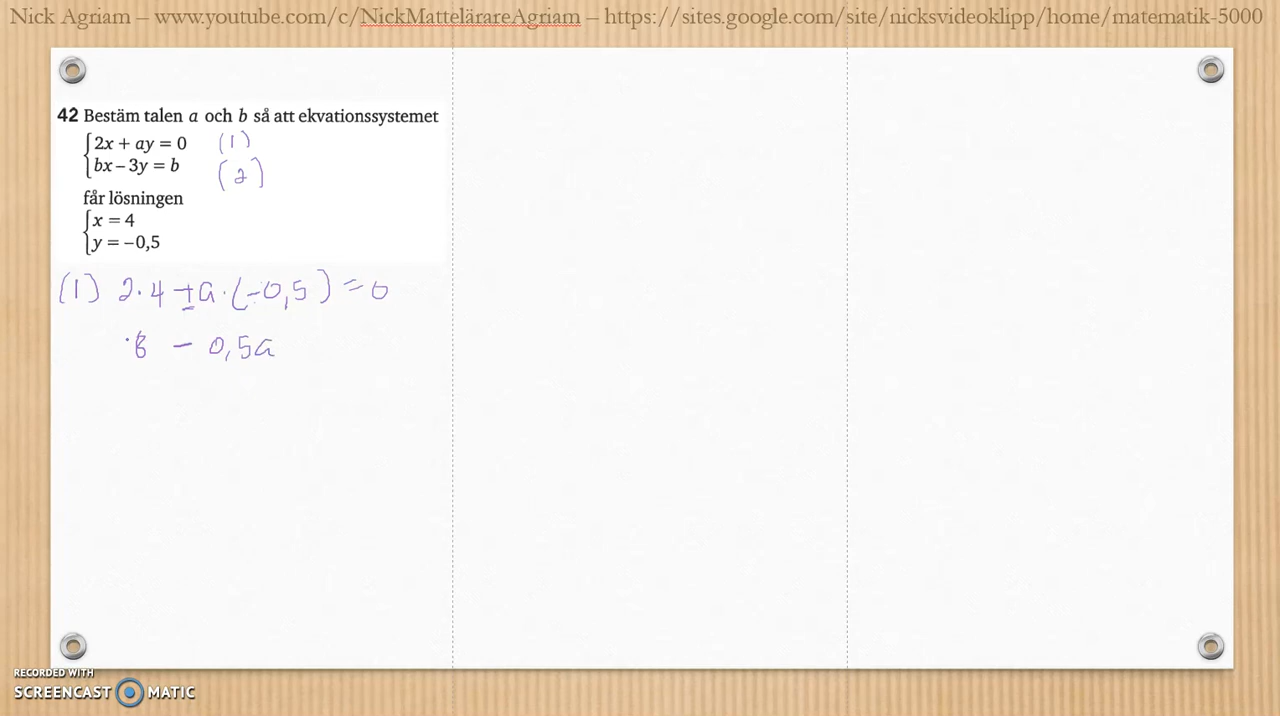 Nick Agriam – www.youtube.com/c/NickMattelärareAgriam – https://sites.google.com/site/nicksvideoklipp/home/matematik-5000
42 Bestäm talen a och b så att ekvationssystemet
2x + ay = 0 (1)
bx – 3y = b (2)
får lösningen
x = 4
y = –0,5
(1) 2·4 + a·(-0,5) = 0
8 - 0,5a
RECORDED WITH
SCREENCAST MATIC